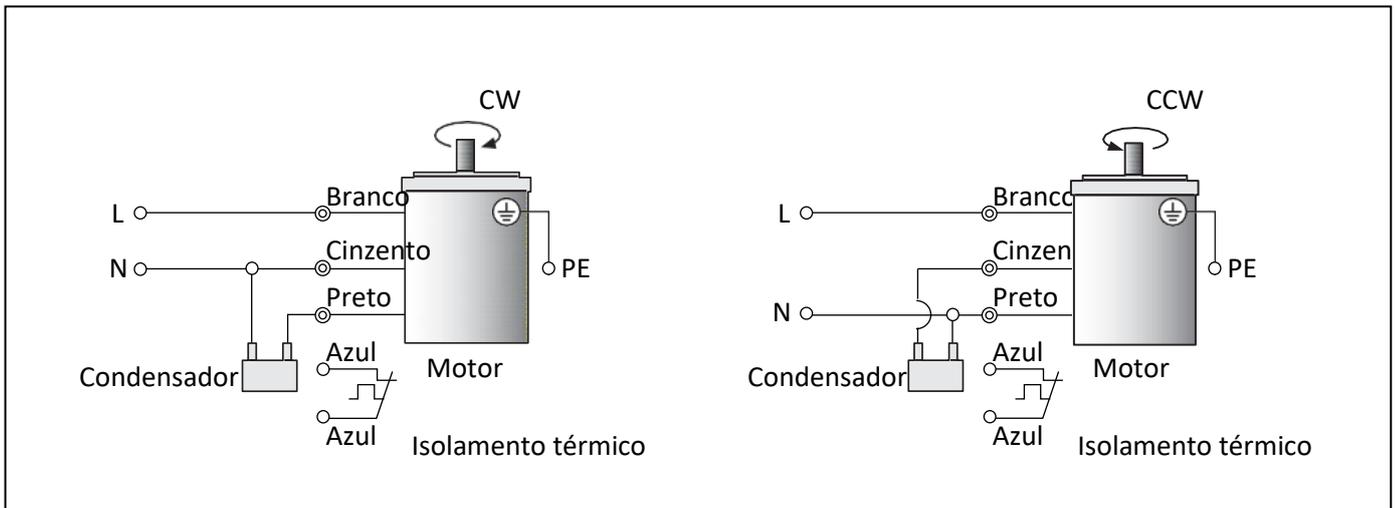 CW
Branco
L
Cinzento
N
PE
Preto
Azul
Condensador
Motor
Azul
Isolamento térmico
CCW
Branco
L
Cinzen
PE
Preto
N
Azul
Condensador
Motor
Azul
Isolamento térmico